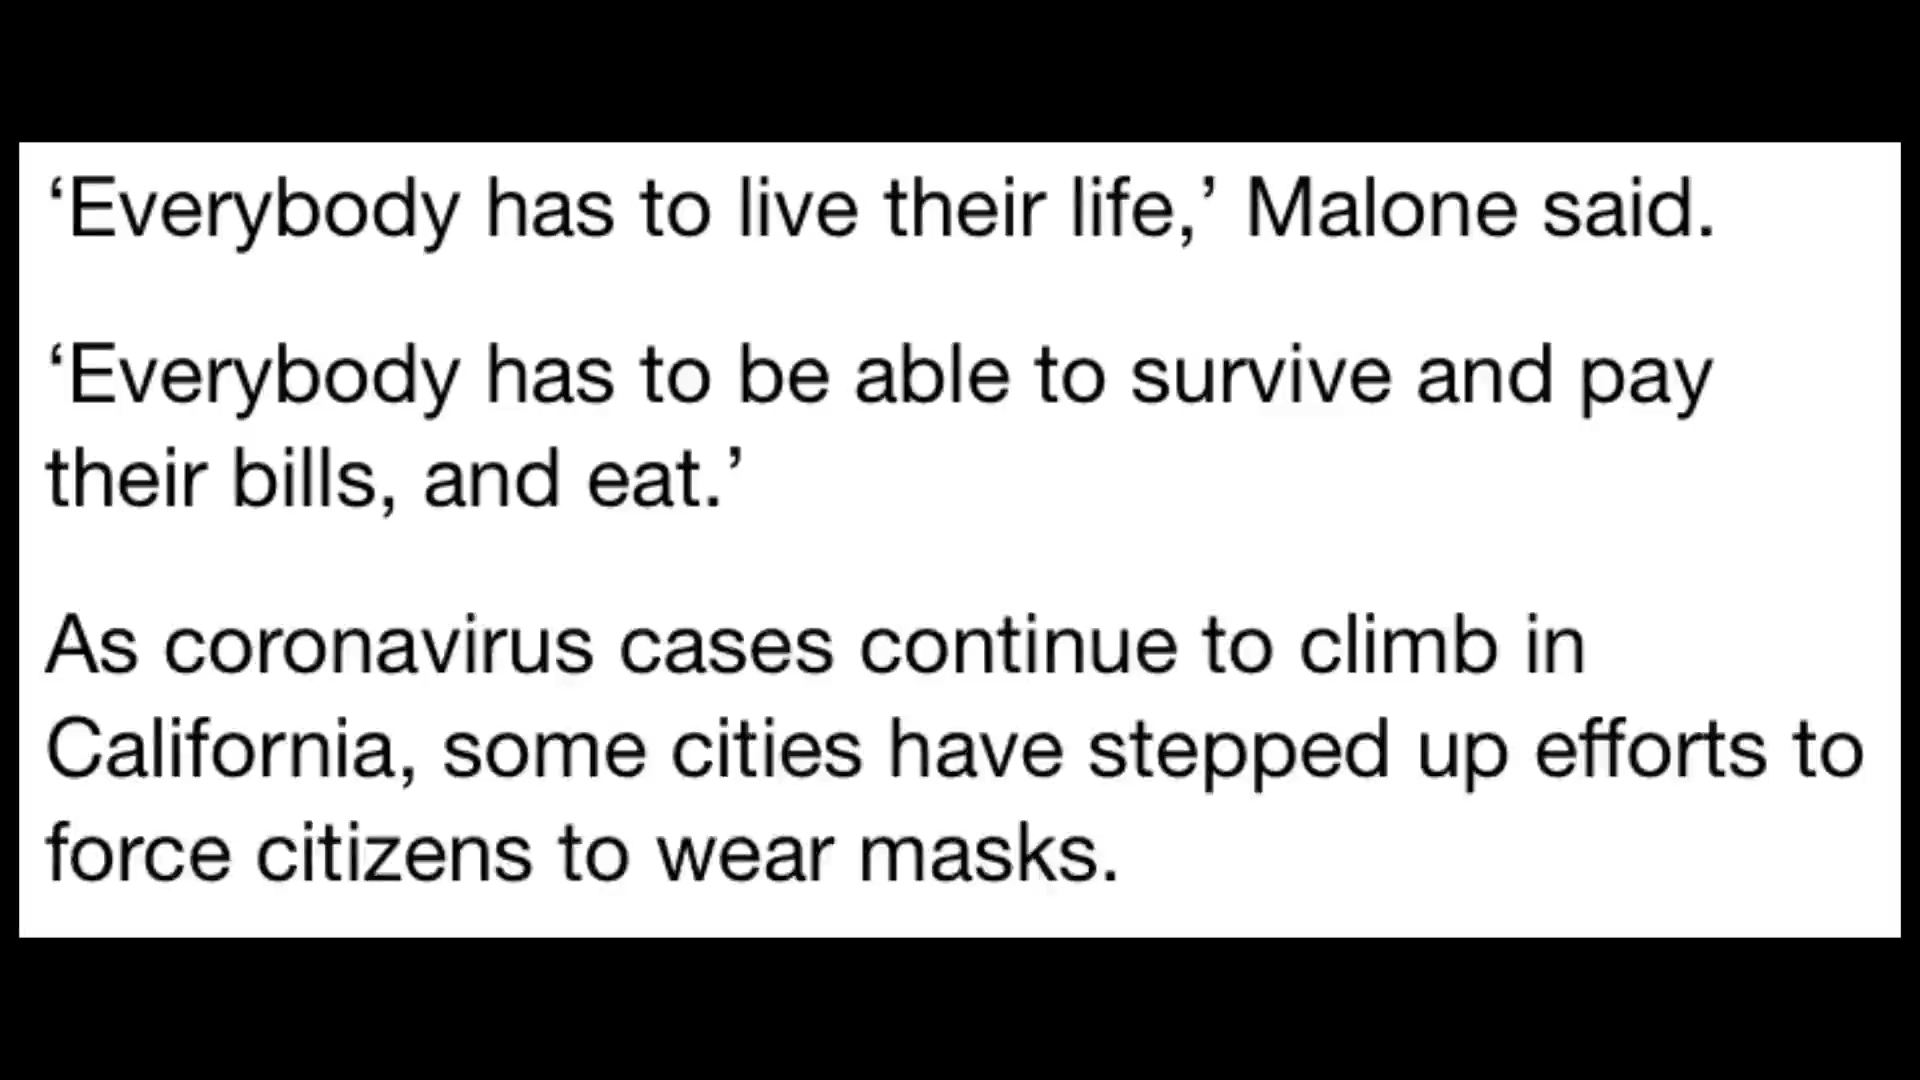 ‘Everybody has to live their life,’ Malone said.
‘Everybody has to be able to survive and pay
their bills, and eat.’
As coronavirus cases continue to climb in
California, some cities have stepped up efforts to
force citizens to wear masks.